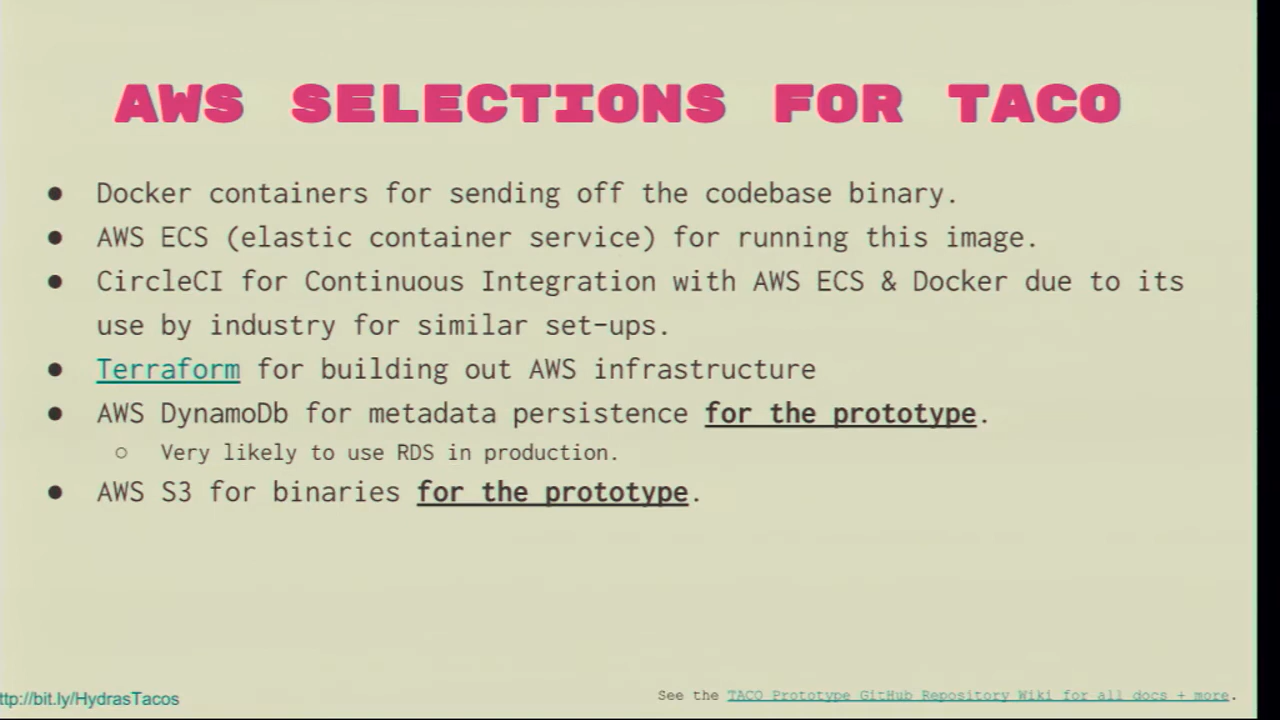 AWS SELECTIONS FOR TACO
● Docker containers for sending off the codebase binary.
● AWS ECS (elastic container service) for running this image.
● CircleCI for Continuous Integration with AWS ECS & Docker due to its
use by industry for similar set-ups.
● Terraform for building out AWS infrastructure
● AWS DynamoDb for metadata persistence for the prototype.
○ Very likely to use RDS in production.
● AWS S3 for binaries for the prototype.
ttp://bit.ly/HydrasTacos
See the TACO Prototype GitHub Repository Wiki for all docs + more.